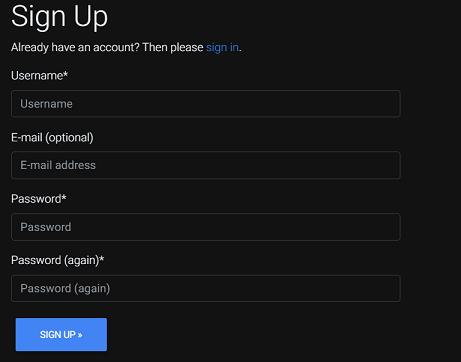 Sign Up
Already have an account? Then please sign in.
Username*
Username
E-mail (optional)
E-mail address
Password*
Password
Password (again)*
Password (again)
SIGN UP »